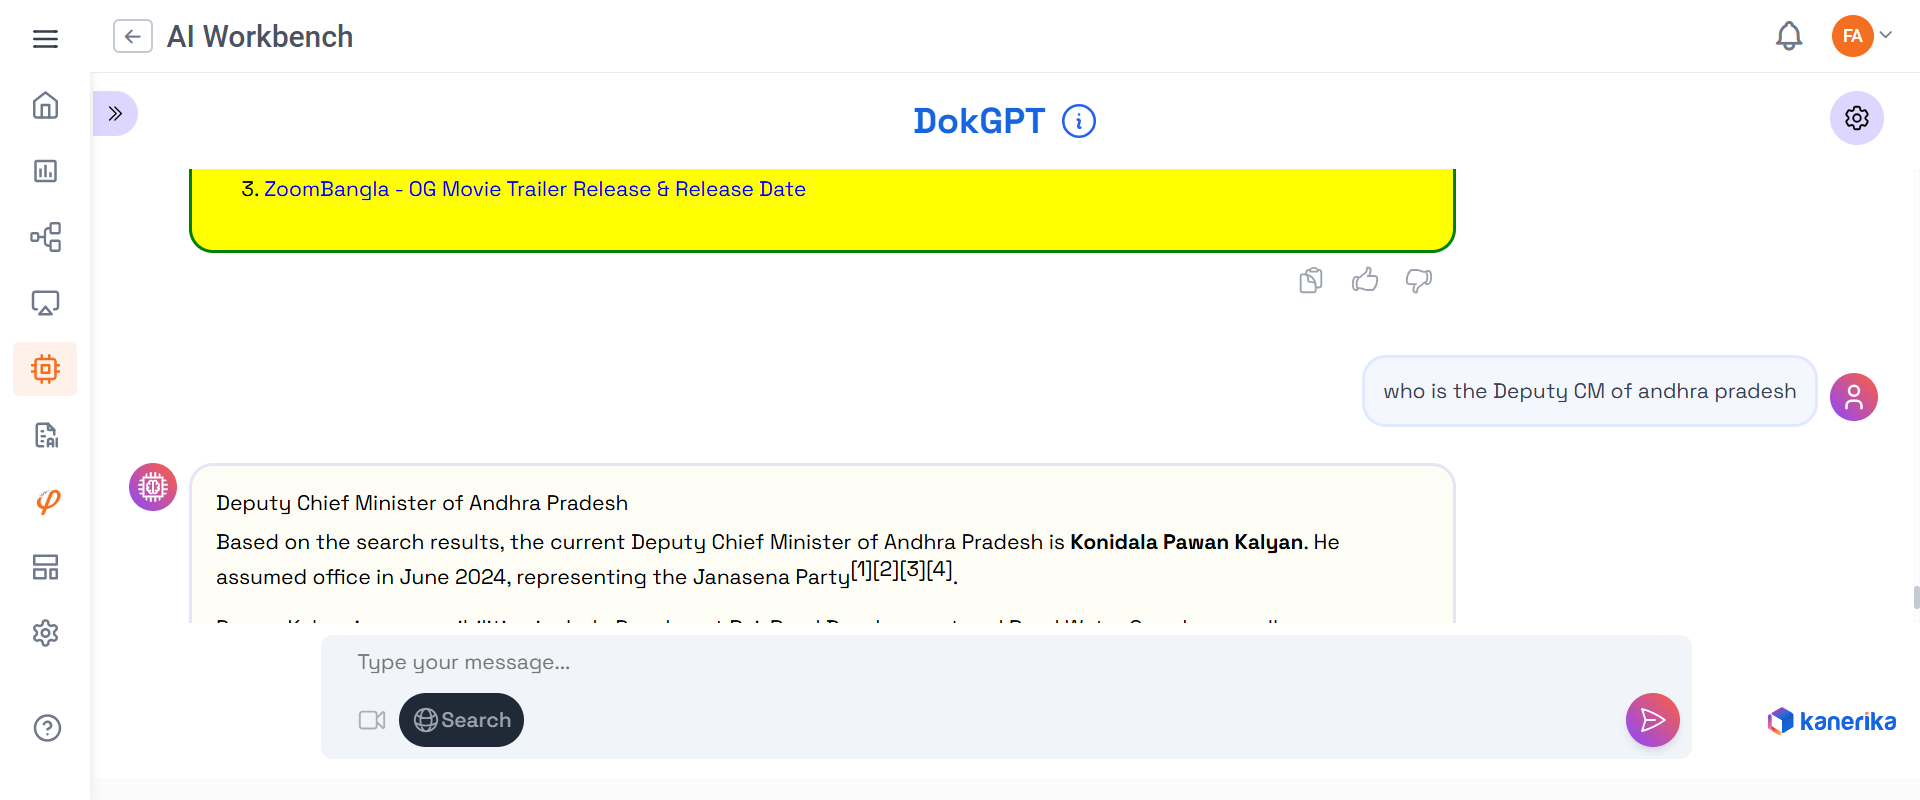 AI Workbench
FA
DokGPT
3. ZoomBangla - OG Movie Trailer Release & Release Date
who is the Deputy CM of andhra pradesh
Deputy Chief Minister of Andhra Pradesh
Based on the search results, the current Deputy Chief Minister of Andhra Pradesh is Konidala Pawan Kalyan. He
assumed office in June 2024, representing the Janasena Party[1][2][3][4].
Type your message...
Search
kanerika